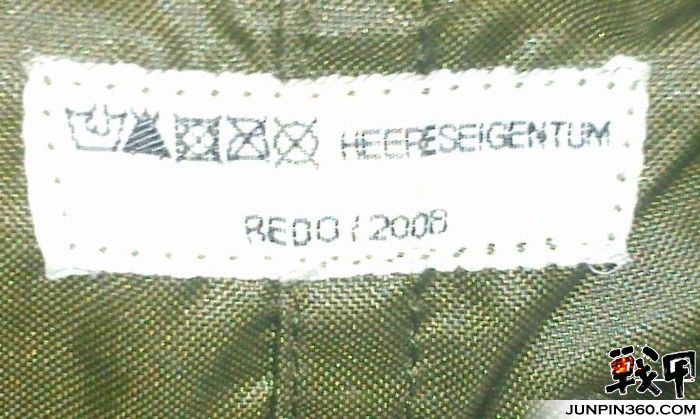 HEERESEIGENTUM
REDO / 2008
戦甲
JUNPIN360.COM